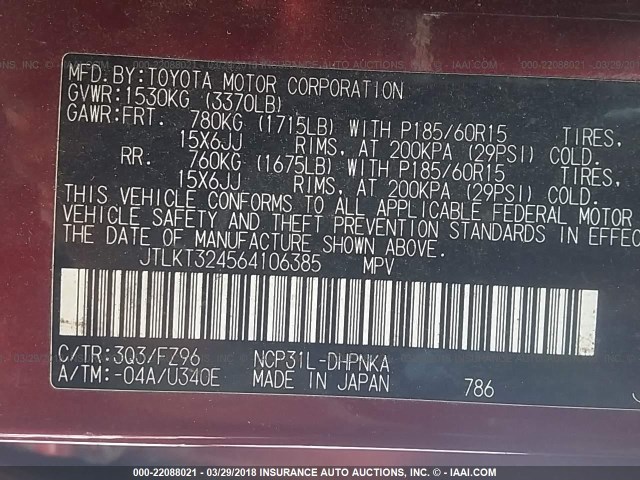 MFD.BY:TOYOTA MOTOR CORPORATION
GVWR:1530KG (3370LB)
GAWR:FRT. 780KG (1715LB) WITH P185/60R15 TIRES,
15X6JJ RIMS, AT 200KPA (29PSI) COLD.
RR. 760KG (1675LB) WITH P185/60R15 TIRES,
15X6JJ RIMS, AT 200KPA (29PSI) COLD.
THIS VEHICLE CONFORMS TO ALL APPLICABLE FEDERAL MOTOR
VEHICLE SAFETY AND THEFT PREVENTION STANDARDS IN EFFEC
THE DATE OF MANUFACTURE SHOWN ABOVE.
JTLKT324564106385 MPV
C/TR:3Q3/FZ96 NCP31L-DHPNKA
A/TM:-04A/U340E MADE IN JAPAN 786
000-22088021 - 03/29/2018 INSURANCE AUTO AUCTIONS, INC. - IAAI.COM